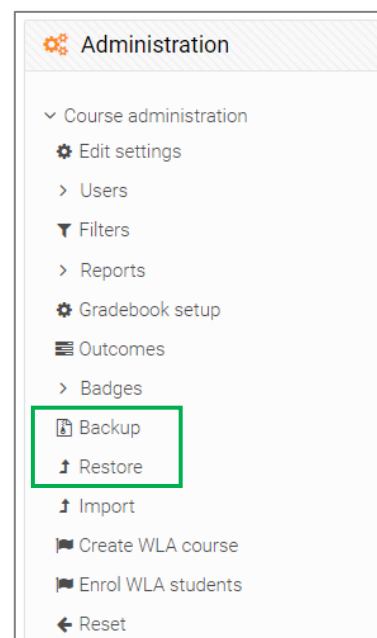 Administration
Course administration
Edit settings
Users
Filters
Reports
Gradebook setup
Outcomes
Badges
Backup
Restore
Import
Create WLA course
Enrol WLA students
Reset